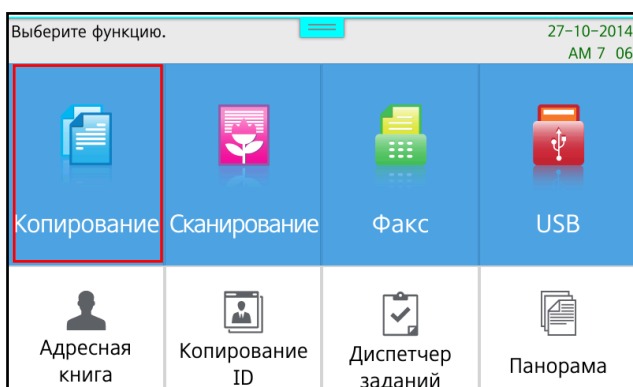 Выберите функцию.
27-10-2014
AM 7 06
Копирование
Сканирование
Факс
USB
Адресная
книга
Копирование
ID
Диспетчер
заданий
Панорама